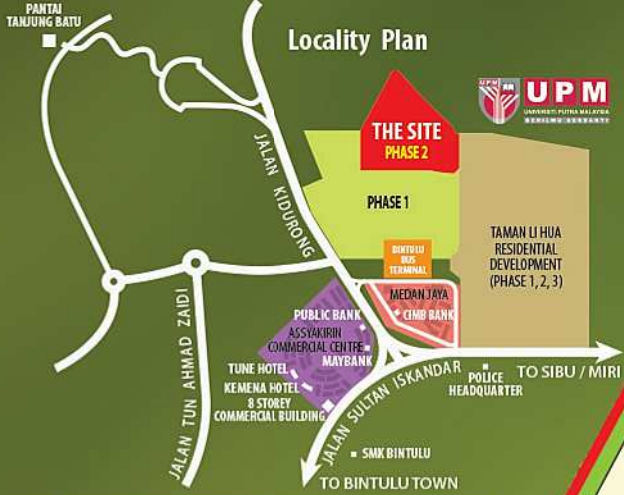 PANTAI
TANJUNG BATU
Locality Plan
UPM
UPM
UNIVERSITI PUTRA MALAYSIA
BERILMU BERBAKTI
THE SITE
PHASE 2
JALAN KIDURONG
PHASE 1
TAMAN LI HUA
RESIDENTIAL
DEVELOPMENT
(PHASE 1, 2, 3)
BINTULU
BUS
TERMINAL
MEDAN JAYA
CIMB BANK
PUBLIC BANK
ASSYAKIRIN
COMMERCIAL CENTRE
MAYBANK
TUNE HOTEL
KEMENA HOTEL
8 STOREY
COMMERCIAL BUILDING
JALAN TUN AHMAD ZAIDI
JALAN SULTAN ISKANDAR
POLICE
HEADQUARTER
TO SIBU / MIRI
SMK BINTULU
TO BINTULU TOWN